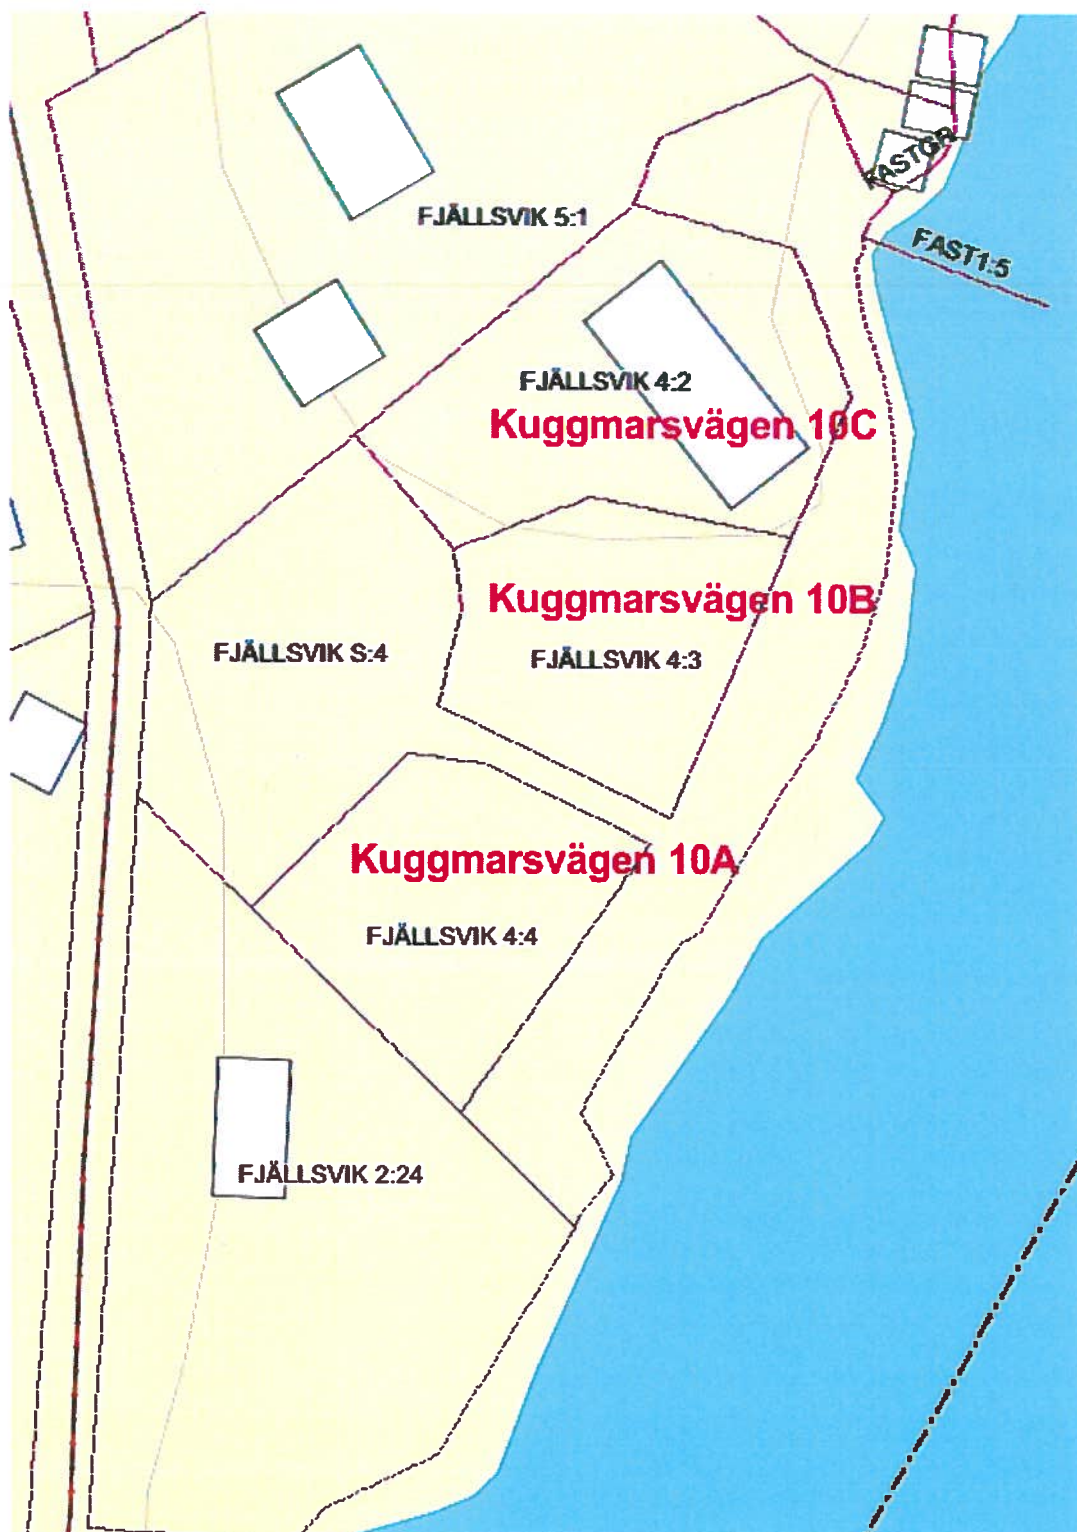 FASTGR
FJÄLLSVIK 5:1
FAST1:5
FJÄLLSVIK 4:2
Kuggmarsvägen 10C
Kuggmarsvägen 10B
FJÄLLSVIK S:4
FJÄLLSVIK 4:3
Kuggmarsvägen 10A
FJÄLLSVIK 4:4
FJÄLLSVIK 2:24